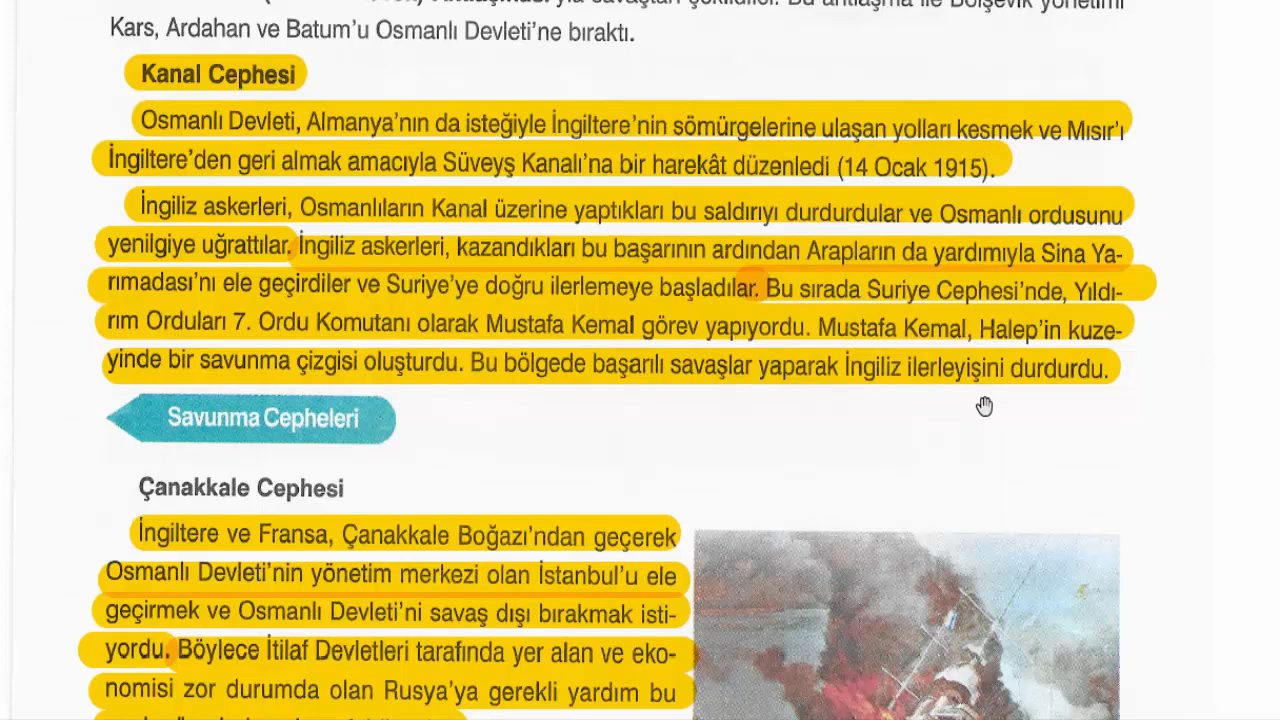 yla savaştan çekildiler. Bu antlaşma ile Bolşevik yönetimi
Kars, Ardahan ve Batum’u Osmanlı Devleti’ne bıraktı.
Kanal Cephesi
Osmanlı Devleti, Almanya’nın da isteğiyle İngiltere’nin sömürgelerine ulaşan yolları kesmek ve Mısır’ı
İngiltere’den geri almak amacıyla Süveyş Kanalı’na bir harekât düzenledi (14 Ocak 1915).
İngiliz askerleri, Osmanlıların Kanal üzerine yaptıkları bu saldırıyı durdurdular ve Osmanlı ordusunu
yenilgiye uğrattılar. İngiliz askerleri, kazandıkları bu başarının ardından Arapların da yardımıyla Sina Ya-
rımadası’nı ele geçirdiler ve Suriye’ye doğru ilerlemeye başladılar. Bu sırada Suriye Cephesi’nde, Yıldı-
rım Orduları 7. Ordu Komutanı olarak Mustafa Kemal görev yapıyordu. Mustafa Kemal, Halep’in kuze-
yinde bir savunma çizgisi oluşturdu. Bu bölgede başarılı savaşlar yaparak İngiliz ilerleyişini durdurdu.
Savunma Cepheleri
Çanakkale Cephesi
İngiltere ve Fransa, Çanakkale Boğazı’ndan geçerek
Osmanlı Devleti’nin yönetim merkezi olan İstanbul’u ele
geçirmek ve Osmanlı Devleti’ni savaş dışı bırakmak isti-
yordu. Böylece İtilaf Devletleri tarafında yer alan ve eko-
nomisi zor durumda olan Rusya’ya gerekli yardım bu